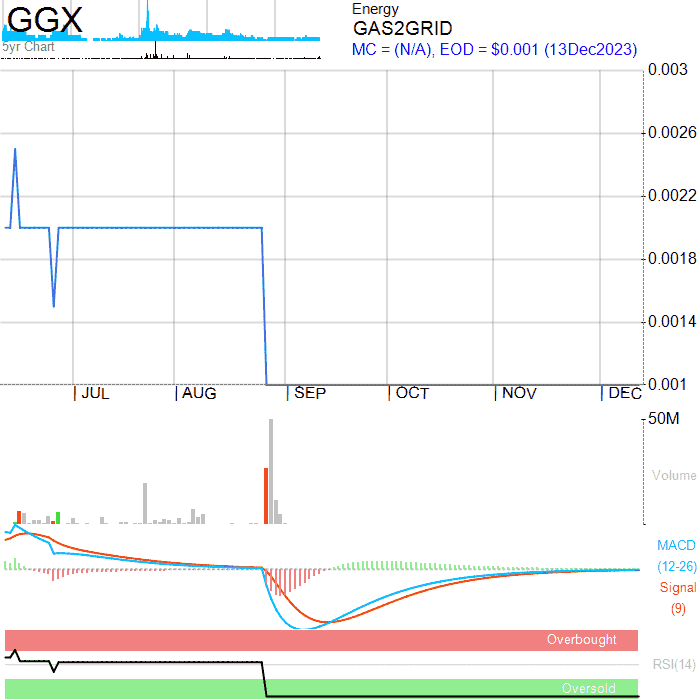 GGX
5yr Chart
Energy
GAS2GRID
MC = (N/A), EOD = $0.001 (13Dec2023)
0.003
0.0026
0.0022
0.0018
0.0014
0.001
JUL AUG SEP OCT NOV DEC
50M
Volume
MACD
(12-26)
Signal
(9)
Overbought
RSI(14)
Oversold